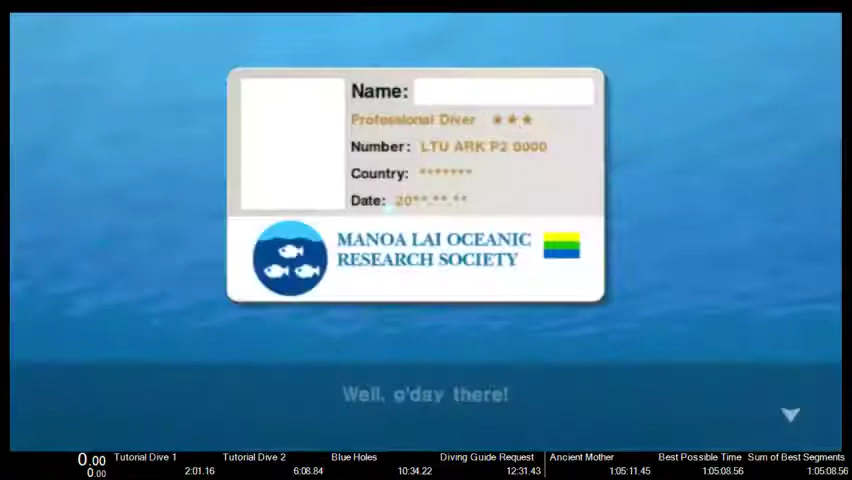 Name:
Professional Diver ★★★
Number: LTU ARK P2 0000
Country: *******
Date: 20**.**.**
MANOA LAI OCEANIC
RESEARCH SOCIETY
Well, g'day there!
0.00 Tutorial Dive 1 Tutorial Dive 2 Blue Holes Diving Guide Request Ancient Mother Best Possible Time Sum of Best Segments
0.00 2:01.16 6:08.84 10:34.22 12:31.43 1:05:11.45 1:05:08.56 1:05:08.56